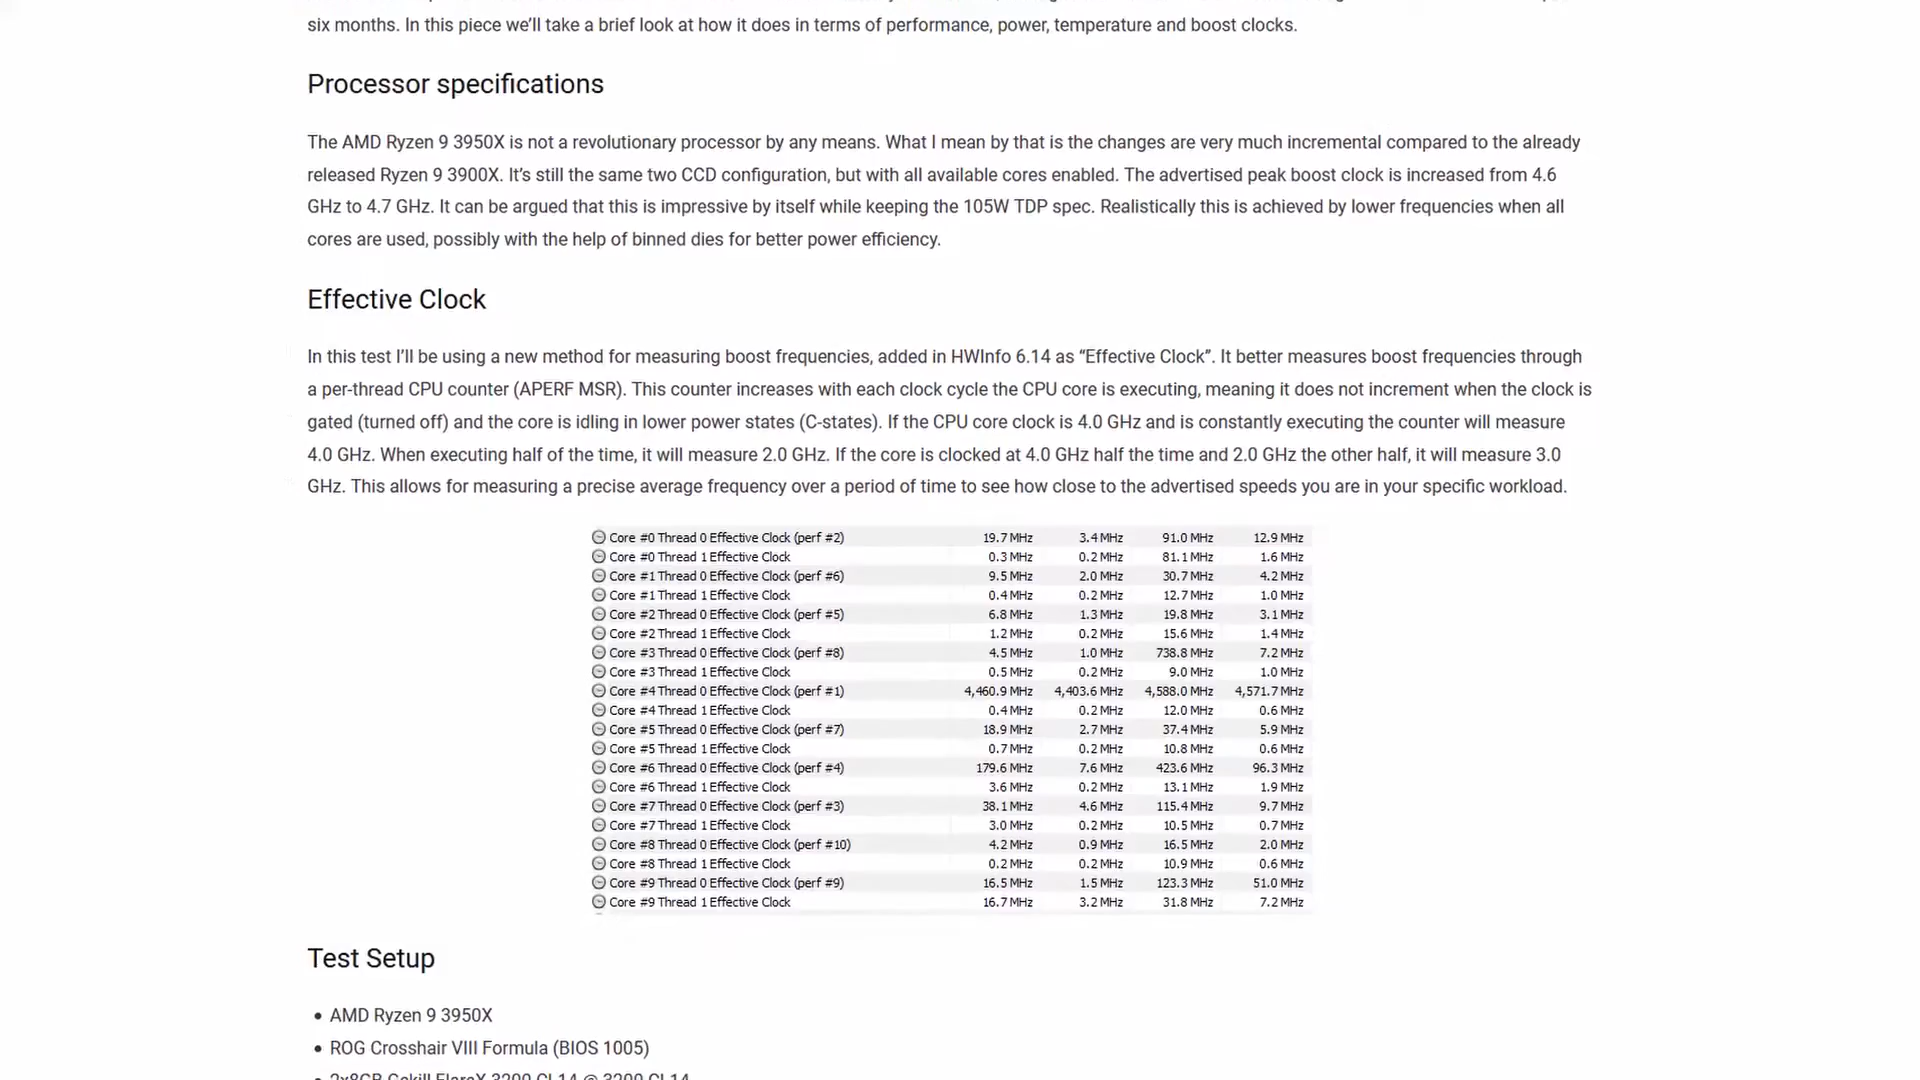 six months. In this piece we'll take a brief look at how it does in terms of performance, power, temperature and boost clocks.
Processor specifications
The AMD Ryzen 9 3950X is not a revolutionary processor by any means. What I mean by that is the changes are very much incremental compared to the already
released Ryzen 9 3900X. It's still the same two CCD configuration, but with all available cores enabled. The advertised peak boost clock is increased from 4.6
GHz to 4.7 GHz. It can be argued that this is impressive by itself while keeping the 105W TDP spec. Realistically this is achieved by lower frequencies when all
cores are used, possibly with the help of binned dies for better power efficiency.
Effective Clock
In this test I'll be using a new method for measuring boost frequencies, added in HWInfo 6.14 as “Effective Clock”. It better measures boost frequencies through
a per-thread CPU counter (APERF MSR). This counter increases with each clock cycle the CPU core is executing, meaning it does not increment when the clock is
gated (turned off) and the core is idling in lower power states (C-states). If the CPU core clock is 4.0 GHz and is constantly executing the counter will measure
4.0 GHz. When executing half of the time, it will measure 2.0 GHz. If the core is clocked at 4.0 GHz half the time and 2.0 GHz the other half, it will measure 3.0
GHz. This allows for measuring a precise average frequency over a period of time to see how close to the advertised speeds you are in your specific workload.
Core #0 Thread 0 Effective Clock (perf #2) 19.7 MHz 3.4 MHz 91.0 MHz 12.9 MHz
Core #0 Thread 1 Effective Clock 0.3 MHz 0.2 MHz 81.1 MHz 1.6 MHz
Core #1 Thread 0 Effective Clock (perf #6) 9.5 MHz 2.0 MHz 30.7 MHz 4.2 MHz
Core #1 Thread 1 Effective Clock 0.4 MHz 0.2 MHz 12.7 MHz 1.0 MHz
Core #2 Thread 0 Effective Clock (perf #5) 6.8 MHz 1.3 MHz 19.8 MHz 3.1 MHz
Core #2 Thread 1 Effective Clock 1.2 MHz 0.2 MHz 15.6 MHz 1.4 MHz
Core #3 Thread 0 Effective Clock (perf #8) 4.5 MHz 1.0 MHz 738.8 MHz 7.2 MHz
Core #3 Thread 1 Effective Clock 0.5 MHz 0.2 MHz 9.0 MHz 1.0 MHz
Core #4 Thread 0 Effective Clock (perf #1) 4,460.9 MHz 4,403.6 MHz 4,588.0 MHz 4,571.7 MHz
Core #4 Thread 1 Effective Clock 0.4 MHz 0.2 MHz 12.0 MHz 0.6 MHz
Core #5 Thread 0 Effective Clock (perf #7) 18.9 MHz 2.7 MHz 37.4 MHz 5.9 MHz
Core #5 Thread 1 Effective Clock 0.7 MHz 0.2 MHz 10.8 MHz 0.6 MHz
Core #6 Thread 0 Effective Clock (perf #4) 179.6 MHz 7.6 MHz 423.6 MHz 96.3 MHz
Core #6 Thread 1 Effective Clock 3.6 MHz 0.2 MHz 13.1 MHz 1.9 MHz
Core #7 Thread 0 Effective Clock (perf #3) 38.1 MHz 4.6 MHz 115.4 MHz 9.7 MHz
Core #7 Thread 1 Effective Clock 3.0 MHz 0.2 MHz 10.5 MHz 0.7 MHz
Core #8 Thread 0 Effective Clock (perf #10) 4.2 MHz 0.9 MHz 16.5 MHz 2.0 MHz
Core #8 Thread 1 Effective Clock 0.2 MHz 0.2 MHz 10.9 MHz 0.6 MHz
Core #9 Thread 0 Effective Clock (perf #9) 16.5 MHz 1.5 MHz 123.3 MHz 51.0 MHz
Core #9 Thread 1 Effective Clock 16.7 MHz 3.2 MHz 31.8 MHz 7.2 MHz
Test Setup
• AMD Ryzen 9 3950X
• ROG Crosshair VIII Formula (BIOS 1005)
• 2x8GB Gskill FlareX 3200 CL14 @ 3200 CL14